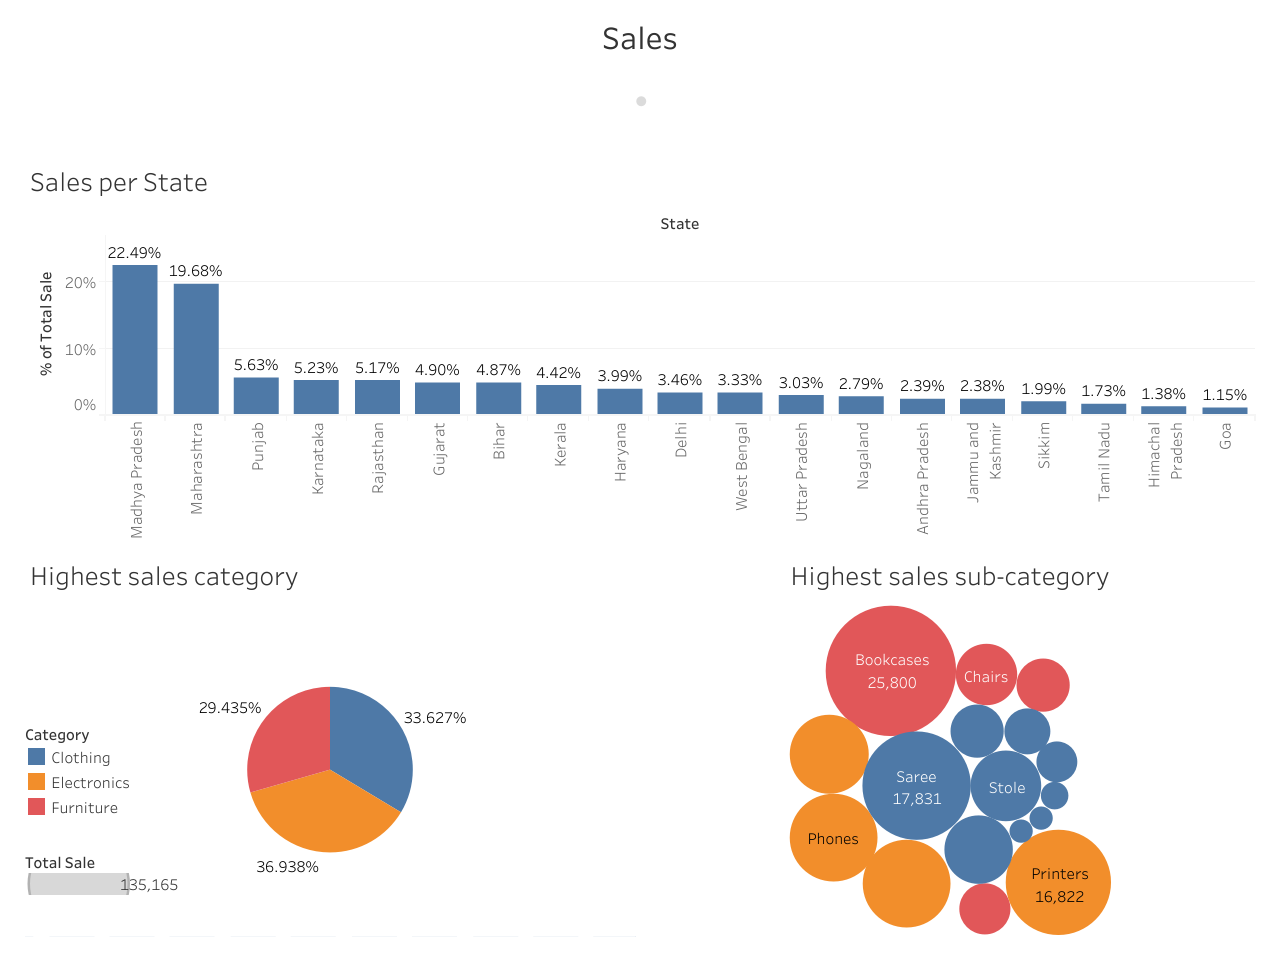 Sales
Sales per State
State
% of Total Sale
20%
10%
0%
22.49%
19.68%
5.63%
5.23%
5.17%
4.90%
4.87%
4.42%
3.99%
3.46%
3.33%
3.03%
2.79%
2.39%
2.38%
1.99%
1.73%
1.38%
1.15%
Madhya Pradesh
Maharashtra
Punjab
Karnataka
Rajasthan
Gujarat
Bihar
Kerala
Haryana
Delhi
West Bengal
Uttar Pradesh
Nagaland
Andhra Pradesh
Jammu and
Kashmir
Sikkim
Tamil Nadu
Himachal
Pradesh
Goa
Highest sales category
29.435%
33.627%
36.938%
Category
Clothing
Electronics
Furniture
Total Sale
135,165
Highest sales sub-category
Bookcases
25,800
Chairs
Saree
17,831
Stole
Phones
Printers
16,822